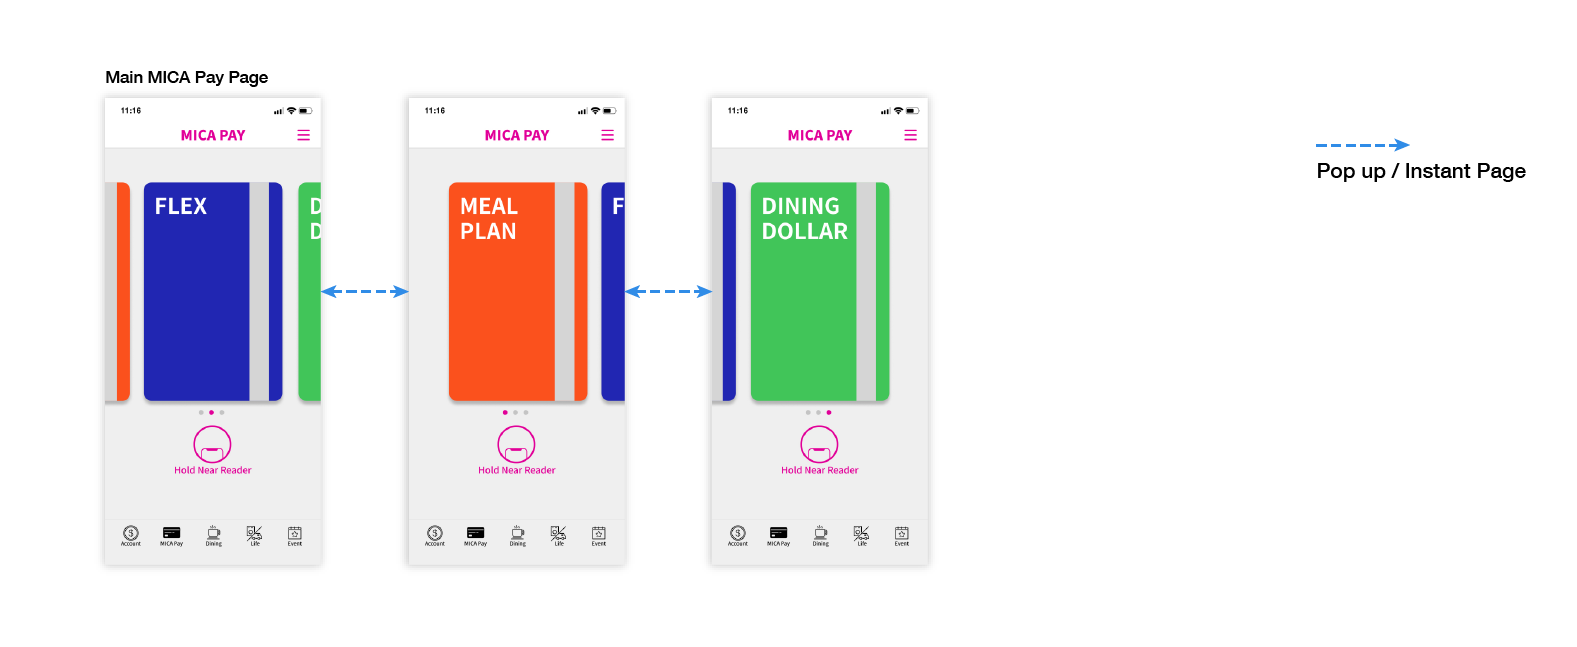 Main MICA Pay Page
11:16
MICA PAY
FLEX
D
D
Hold Near Reader
Account
MICA Pay
Dining
Life
Event
11:16
MICA PAY
MEAL
PLAN
F
Hold Near Reader
Account
MICA Pay
Dining
Life
Event
11:16
MICA PAY
DINING
DOLLAR
Hold Near Reader
Account
MICA Pay
Dining
Life
Event
Pop up / Instant Page